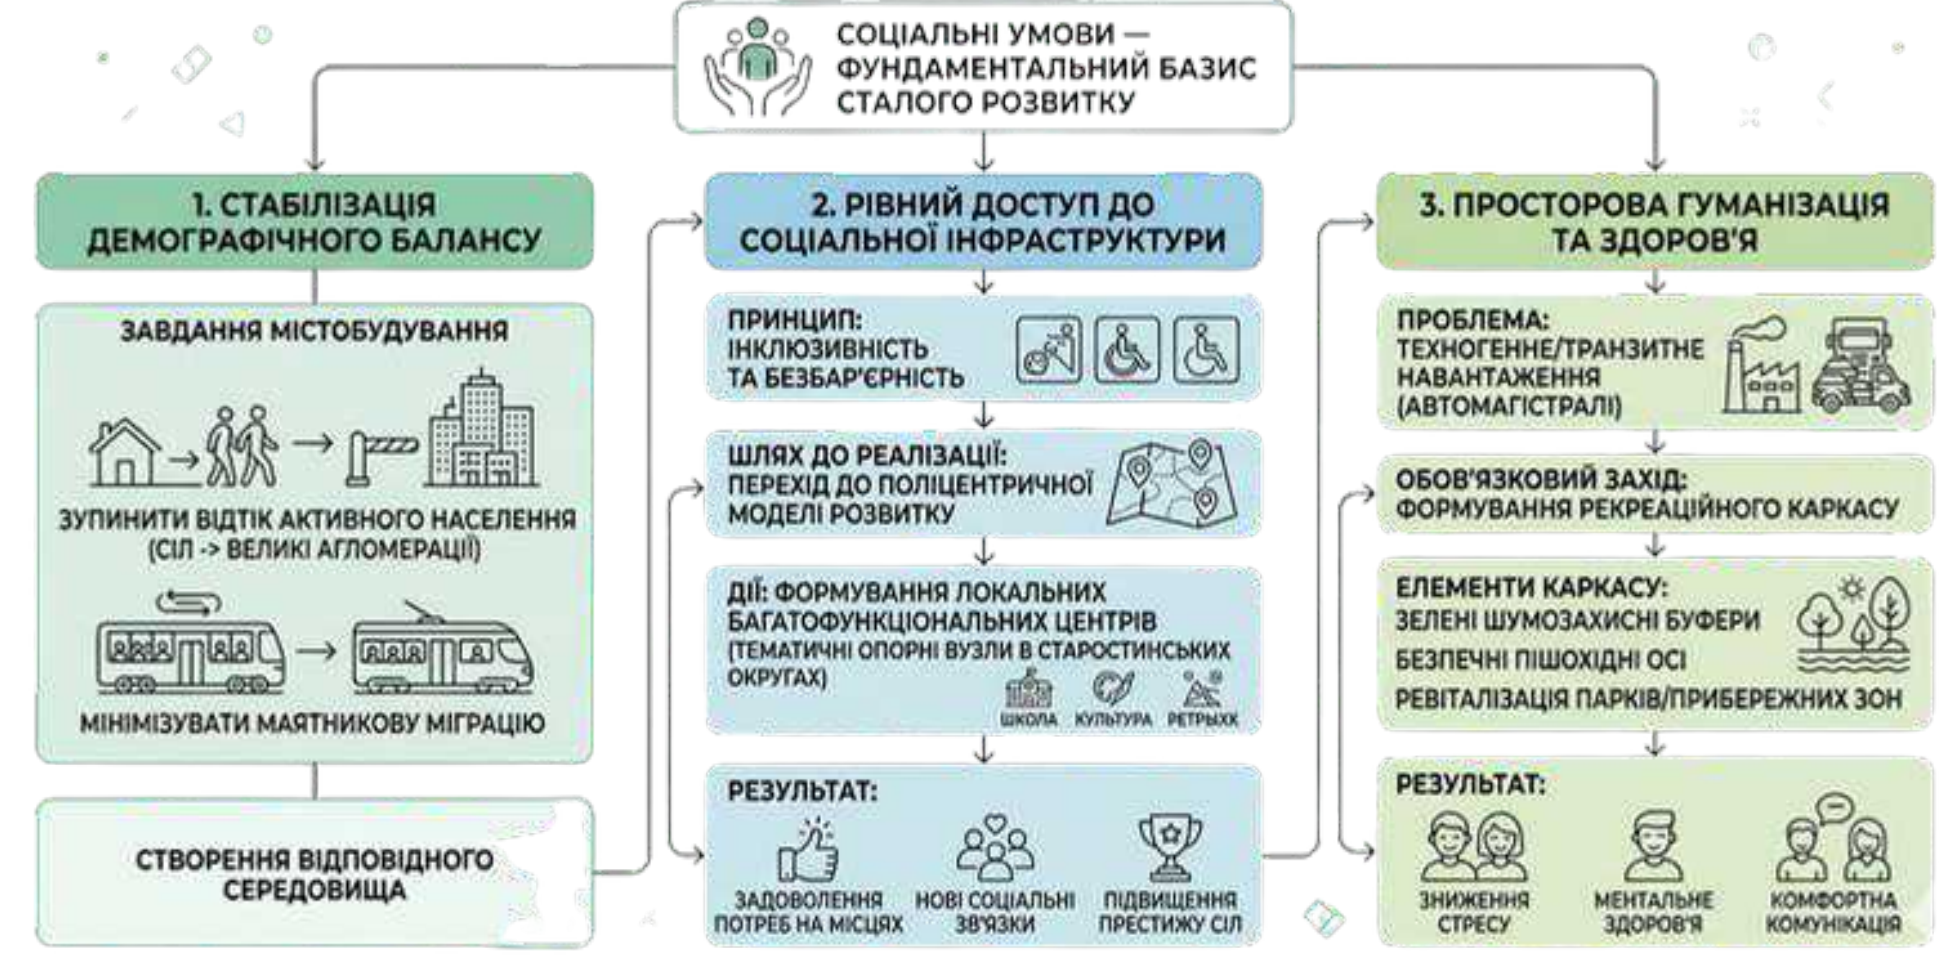 СОЦІАЛЬНІ УМОВИ —
ФУНДАМЕНТАЛЬНИЙ БАЗИС
СТАЛОГО РОЗВИТКУ
1. СТАБІЛІЗАЦІЯ
ДЕМОГРАФІЧНОГО БАЛАНСУ
ЗАВДАННЯ МІСТОБУДУВАННЯ
ЗУПИНИТИ ВІДТІК АКТИВНОГО НАСЕЛЕННЯ
(СІЛ -> ВЕЛИКІ АГЛОМЕРАЦІЇ)
МІНІМІЗУВАТИ МАЯТНИКОВУ МІГРАЦІЮ
СТВОРЕННЯ ВІДПОВІДНОГО
СЕРЕДОВИЩА
2. РІВНИЙ ДОСТУП ДО
СОЦІАЛЬНОЇ ІНФРАСТРУКТУРИ
ПРИНЦИП:
ІНКЛЮЗИВНІСТЬ
ТА БЕЗБАР'ЄРНІСТЬ
ШЛЯХ ДО РЕАЛІЗАЦІЇ:
ПЕРЕХІД ДО ПОЛІЦЕНТРИЧНОЇ
МОДЕЛІ РОЗВИТКУ
ДІЇ: ФОРМУВАННЯ ЛОКАЛЬНИХ
БАГАТОФУНКЦІОНАЛЬНИХ ЦЕНТРІВ
(ТЕМАТИЧНІ ОПОРНІ ВУЗЛИ В СТАРОСТИНСЬКИХ
ОКРУГАХ)
ШКОЛА
КУЛЬТУРА
РЕТРЫХК
РЕЗУЛЬТАТ:
ЗАДОВОЛЕННЯ
ПОТРЕБ НА МІСЦЯХ
НОВІ СОЦІАЛЬНІ
ЗВ'ЯЗКИ
ПІДВИЩЕННЯ
ПРЕСТИЖУ СІЛ
3. ПРОСТОРОВА ГУМАНІЗАЦІЯ
ТА ЗДОРОВ'Я
ПРОБЛЕМА:
ТЕХНОГЕННЕ/ТРАНЗИТНЕ
НАВАНТАЖЕННЯ
(АВТОМАГІСТРАЛІ)
ОБОВ'ЯЗКОВИЙ ЗАХІД:
ФОРМУВАННЯ РЕКРЕАЦІЙНОГО КАРКАСУ
ЕЛЕМЕНТИ КАРКАСУ:
ЗЕЛЕНІ ШУМОЗАХИСНІ БУФЕРИ
БЕЗПЕЧНІ ПІШОХІДНІ ОСІ
РЕВІТАЛІЗАЦІЯ ПАРКІВ/ПРИБЕРЕЖНИХ ЗОН
РЕЗУЛЬТАТ:
ЗНИЖЕННЯ
СТРЕСУ
МЕНТАЛЬНЕ
ЗДОРОВ'Я
КОМФОРТНА
КОМУНІКАЦІЯ